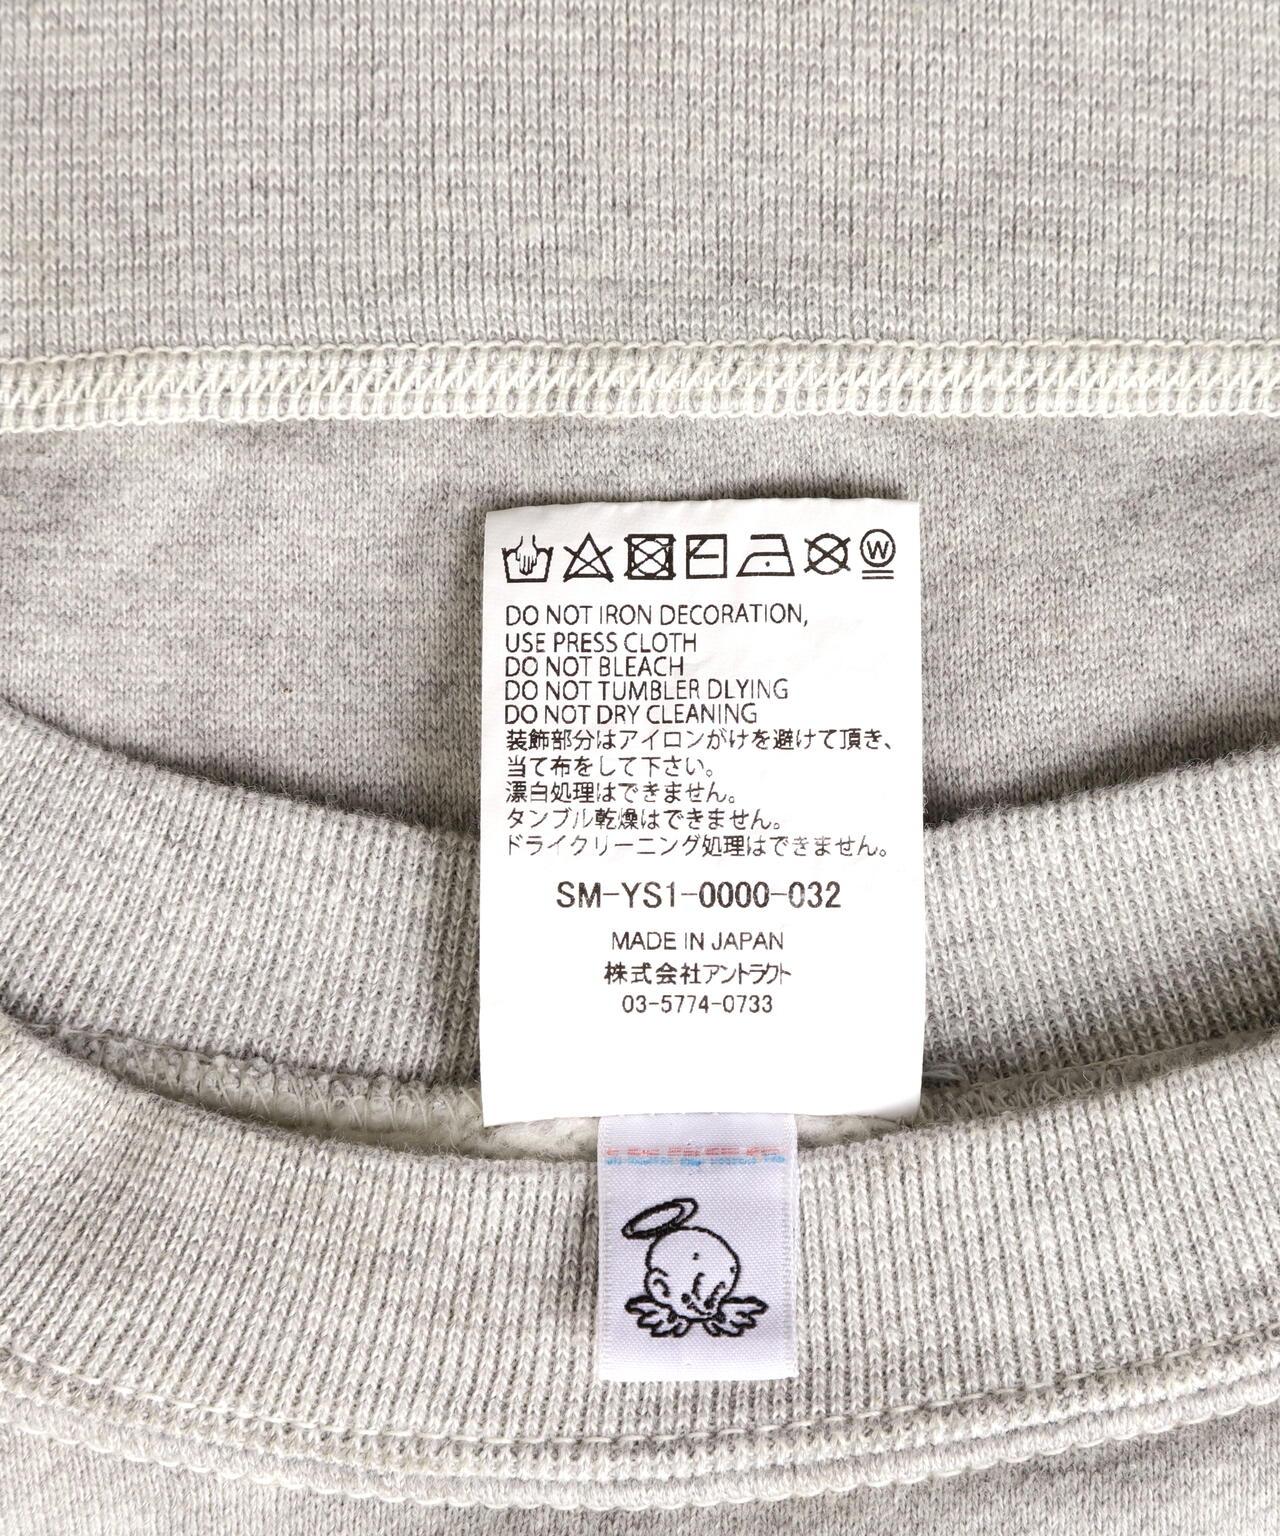 W
DO NOT IRON DECORATION,
USE PRESS CLOTH
DO NOT BLEACH
DO NOT TUMBLER DLYING
DO NOT DRY CLEANING
装飾部分はアイロンがけを避けて頂き、
当て布をして下さい。
漂白処理はできません。
タンブル乾燥はできません。
ドライクリーニング処理はできません。
SM-YS1-0000-032
MADE IN JAPAN
株式会社アントラクト
03-5774-0733